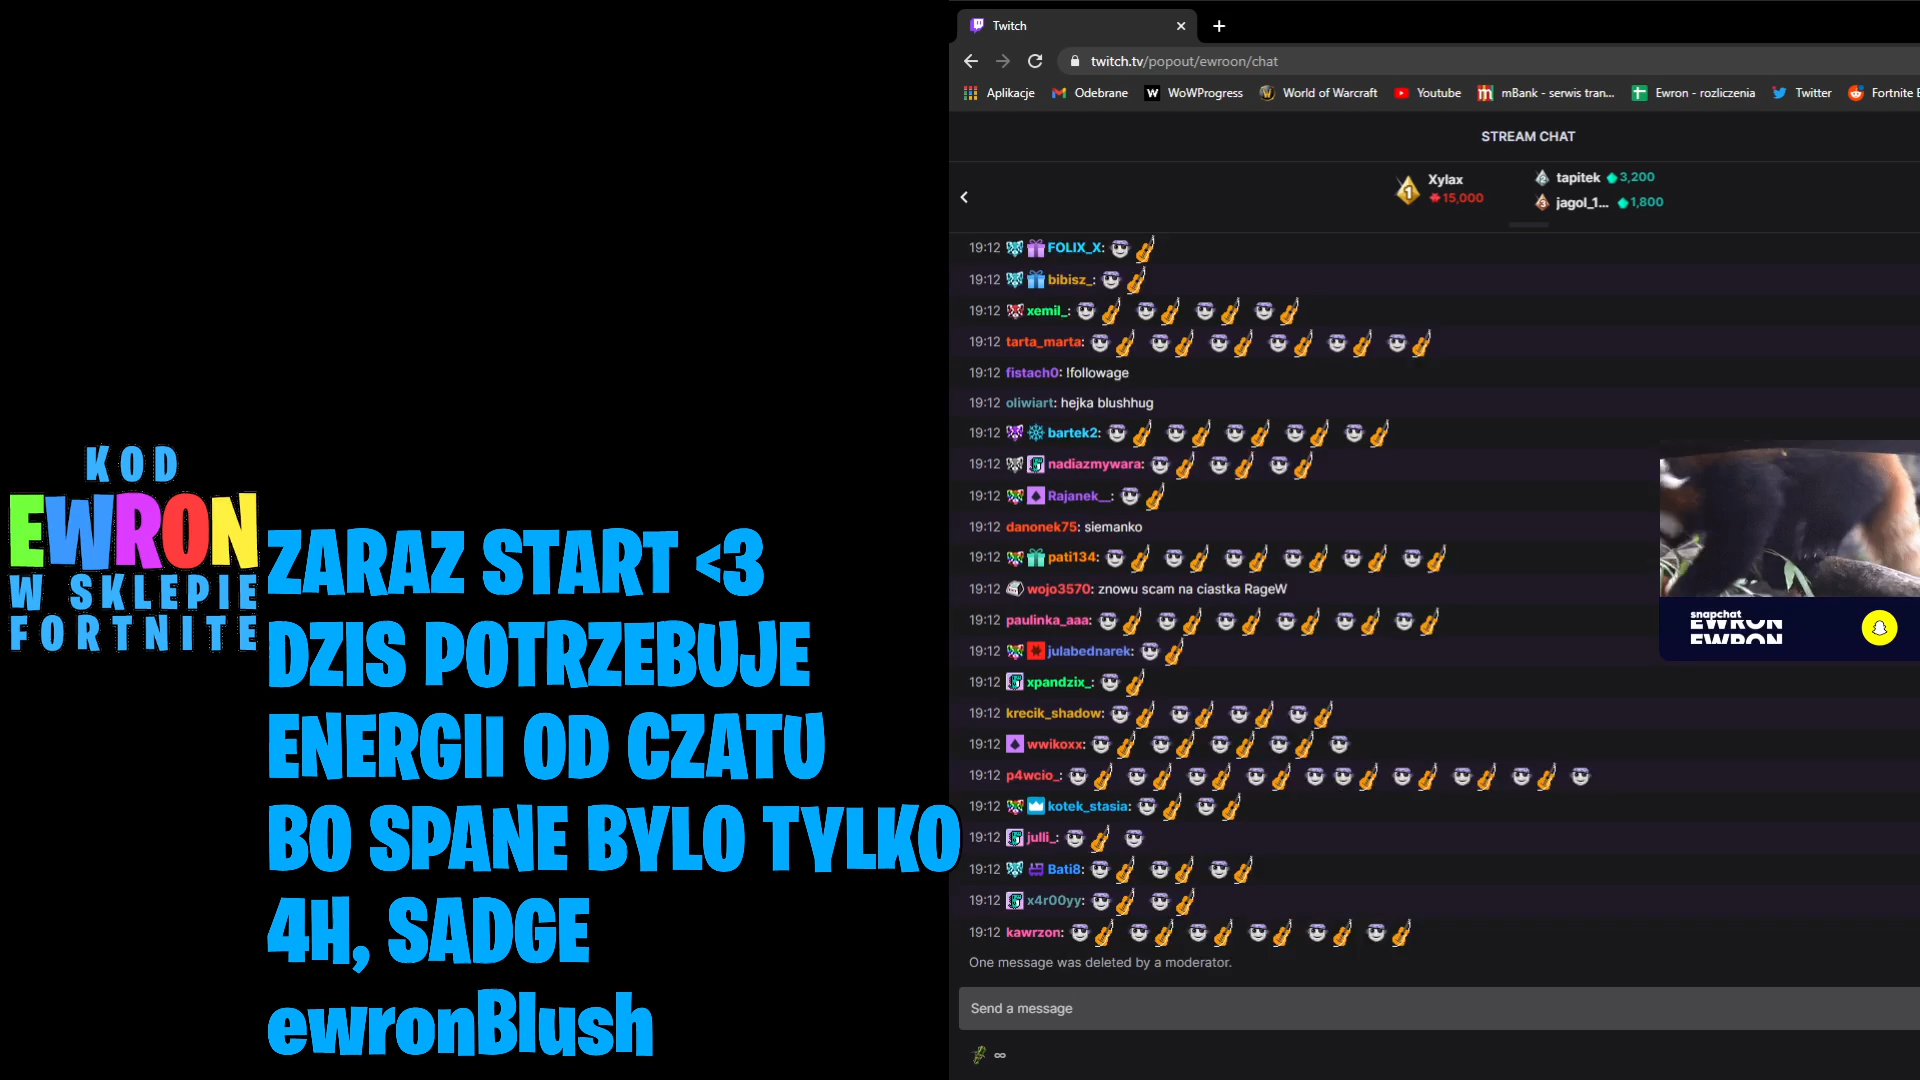 KOD
EWRON
W SKLEPIE
FORTNITE
ZARAZ START <3
DZIS POTRZEBUJE
ENERGII OD CZATU
BO SPANE BYLO TYLKO
4H, SADGE
ewronBlush
Twitch
twitch.tv/popout/ewroon/chat
Aplikacje Odebrane WoWProgress World of Warcraft Youtube mBank - serwis tran... Ewron - rozliczenia Twitter Fortnite
STREAM CHAT
Xylax
15,000
tapitek 3,200
jagol_1... 1,800
19:12 FOLIX_X:
19:12 bibisz_:
19:12 xemil_:
19:12 tarta_marta:
19:12 fistach0: !followage
19:12 oliwiart: hejka blushhug
19:12 bartek2:
19:12 nadiazmywara:
19:12 Rajanek__:
19:12 danonek75: siemanko
19:12 pati134:
19:12 wojo3570: znowu scam na ciastka RageW
19:12 paulinka_aaa:
19:12 julabednarek:
19:12 xpandzix_:
19:12 krecik_shadow:
19:12 wwikoxx:
19:12 p4wcio_:
19:12 kotek_stasia:
19:12 julli_:
19:12 Bati8:
19:12 x4r00yy:
19:12 kawrzon:
One message was deleted by a moderator.
Send a message
∞
snapchat
EWRON
EWRON